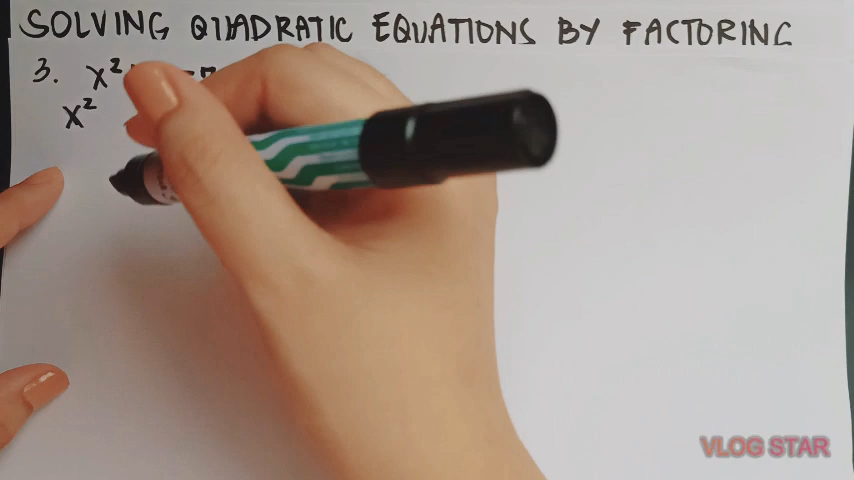 SOLVING QUADRATIC EQUATIONS BY FACTORING
3. x²
x²
VLOG STAR